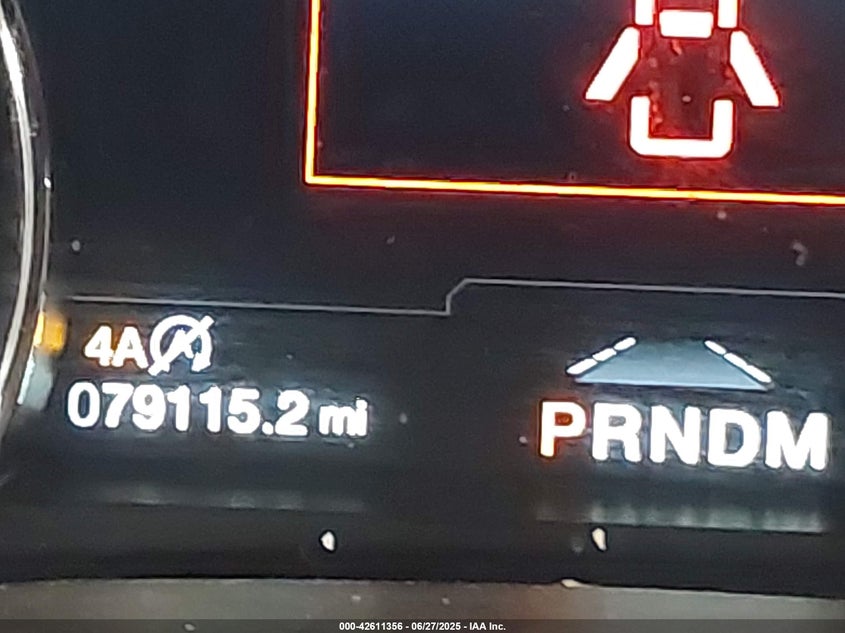 4A
079115.2 mi
PRNDM
000-42611356 - 06/27/2025 - IAA Inc.